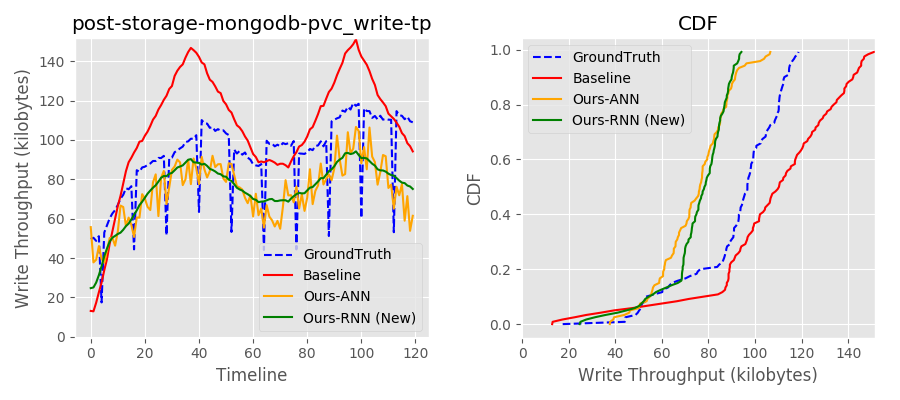 post-storage-mongodb-pvc_write-tp
Write Throughput (kilobytes)
140
120
100
80
60
40
20
0
0 20 40 60 80 100 120
Timeline
GroundTruth
Baseline
Ours-ANN
Ours-RNN (New)
CDF
CDF
1.0
0.8
0.6
0.4
0.2
0.0
0 20 40 60 80 100 120 140
Write Throughput (kilobytes)
GroundTruth
Baseline
Ours-ANN
Ours-RNN (New)